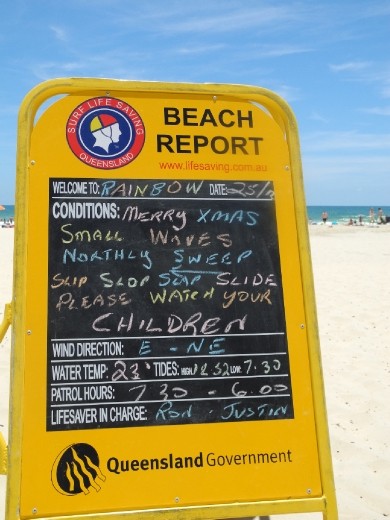 SURF LIFE SAVING
QUEENSLAND
BEACH
REPORT
www.lifesaving.com.au
WELCOME TO: RAINBOW DATE: 25/
CONDITIONS: MERRY XMAS
SMALL WAVES
NORTHLY SWEEP
SLIP SLOP SLAP SLIDE
PLEASE WATCH YOUR
CHILDREN
WIND DIRECTION: E - NE
WATER TEMP: 23° TIDES: HIGH: 1.32 LOW: 7.30
PATROL HOURS: 7 30 - 6.00
LIFESAVER IN CHARGE: RON - JUSTIN
Queensland Government